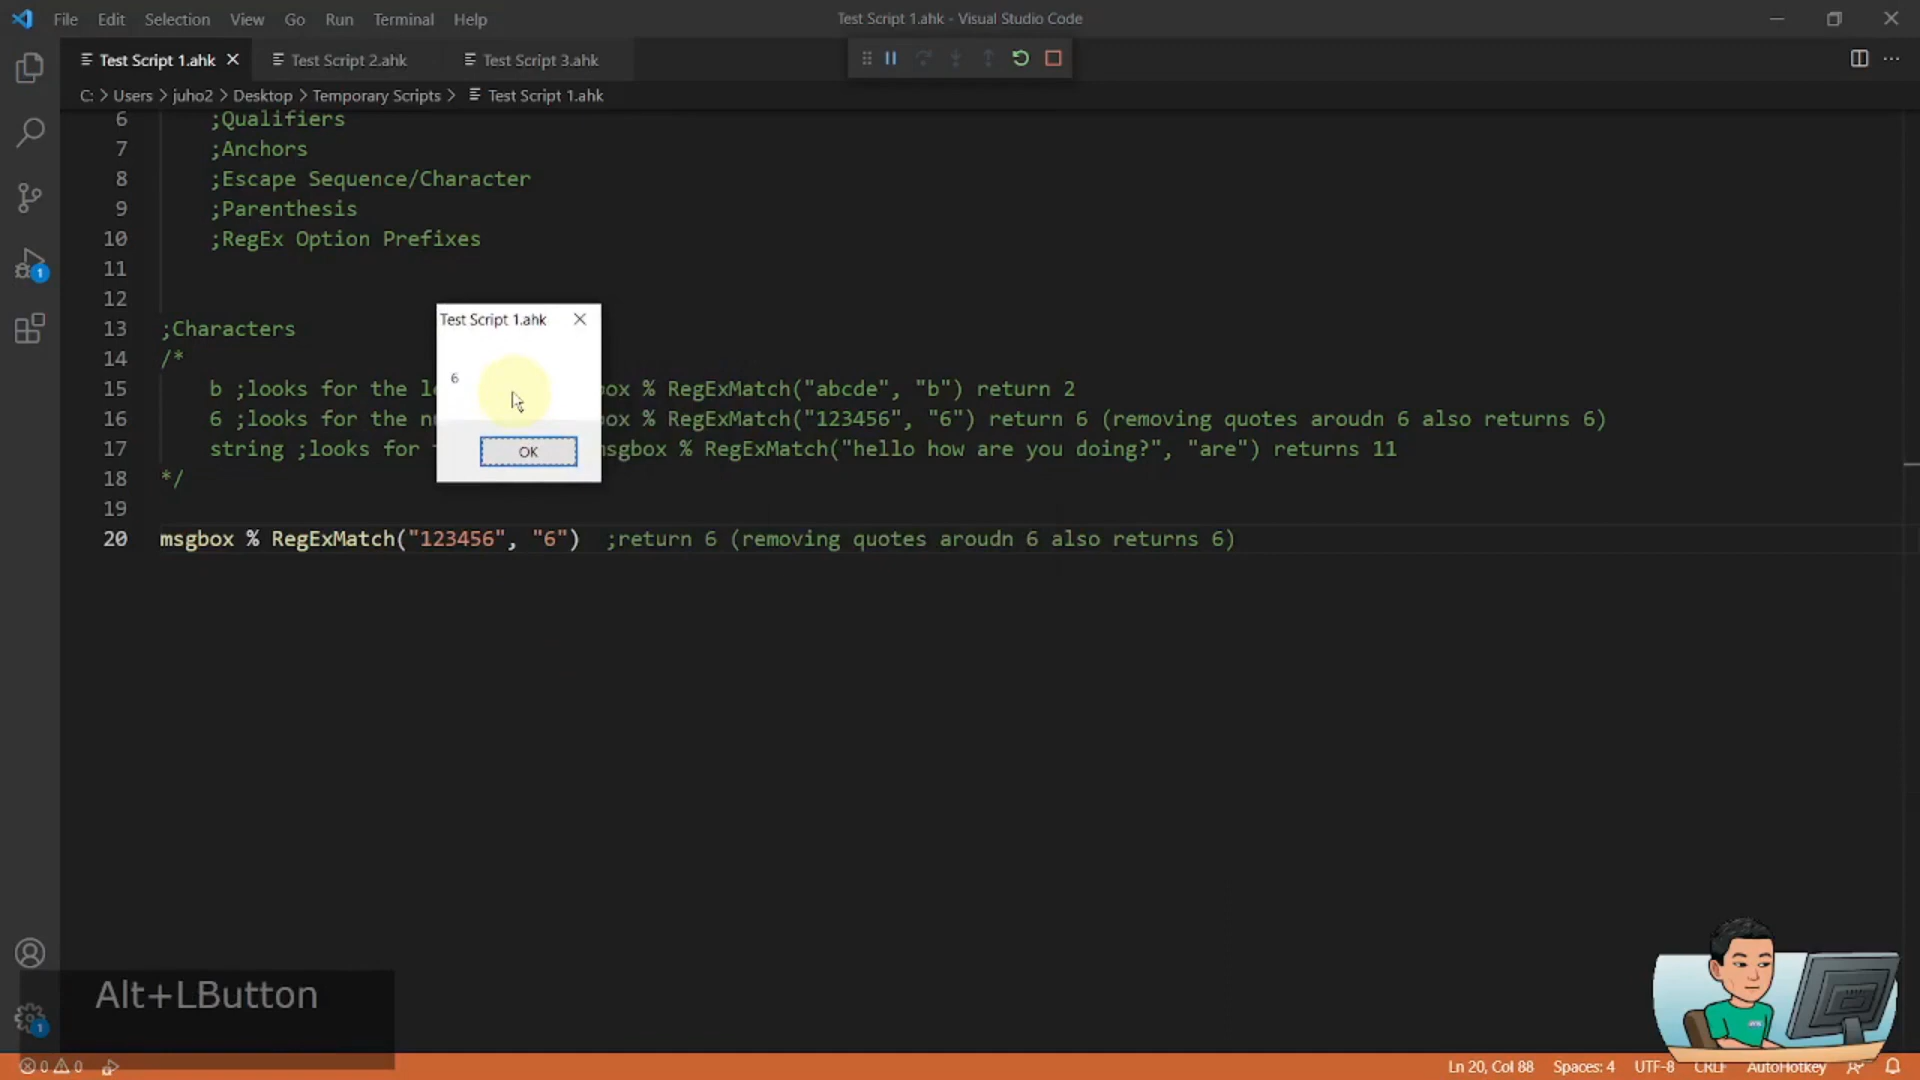 File Edit Selection View Go Run Terminal Help
Test Script 1.ahk - Visual Studio Code
Test Script 1.ahk
Test Script 2.ahk
Test Script 3.ahk
C: > Users > juho2 > Desktop > Temporary Scripts > Test Script 1.ahk
6 ;Qualifiers
7 ;Anchors
8 ;Escape Sequence/Character
9 ;Parenthesis
10 ;RegEx Option Prefixes
11
12
13 ;Characters
14 /*
15 b ;looks for the box % RegExMatch("abcde", "b") return 2
16 6 ;looks for the box % RegExMatch("123456", "6") return 6 (removing quotes aroudn 6 also returns 6)
17 string ;looks for msgbox % RegExMatch("hello how are you doing?", "are") returns 11
18 */
19
20 msgbox % RegExMatch("123456", "6") ;return 6 (removing quotes aroudn 6 also returns 6)
Test Script 1.ahk
6
OK
1
1
Alt+LButton
0 0
Ln 20, Col 88 Spaces: 4 UTF-8 CRLF AutoHotkey